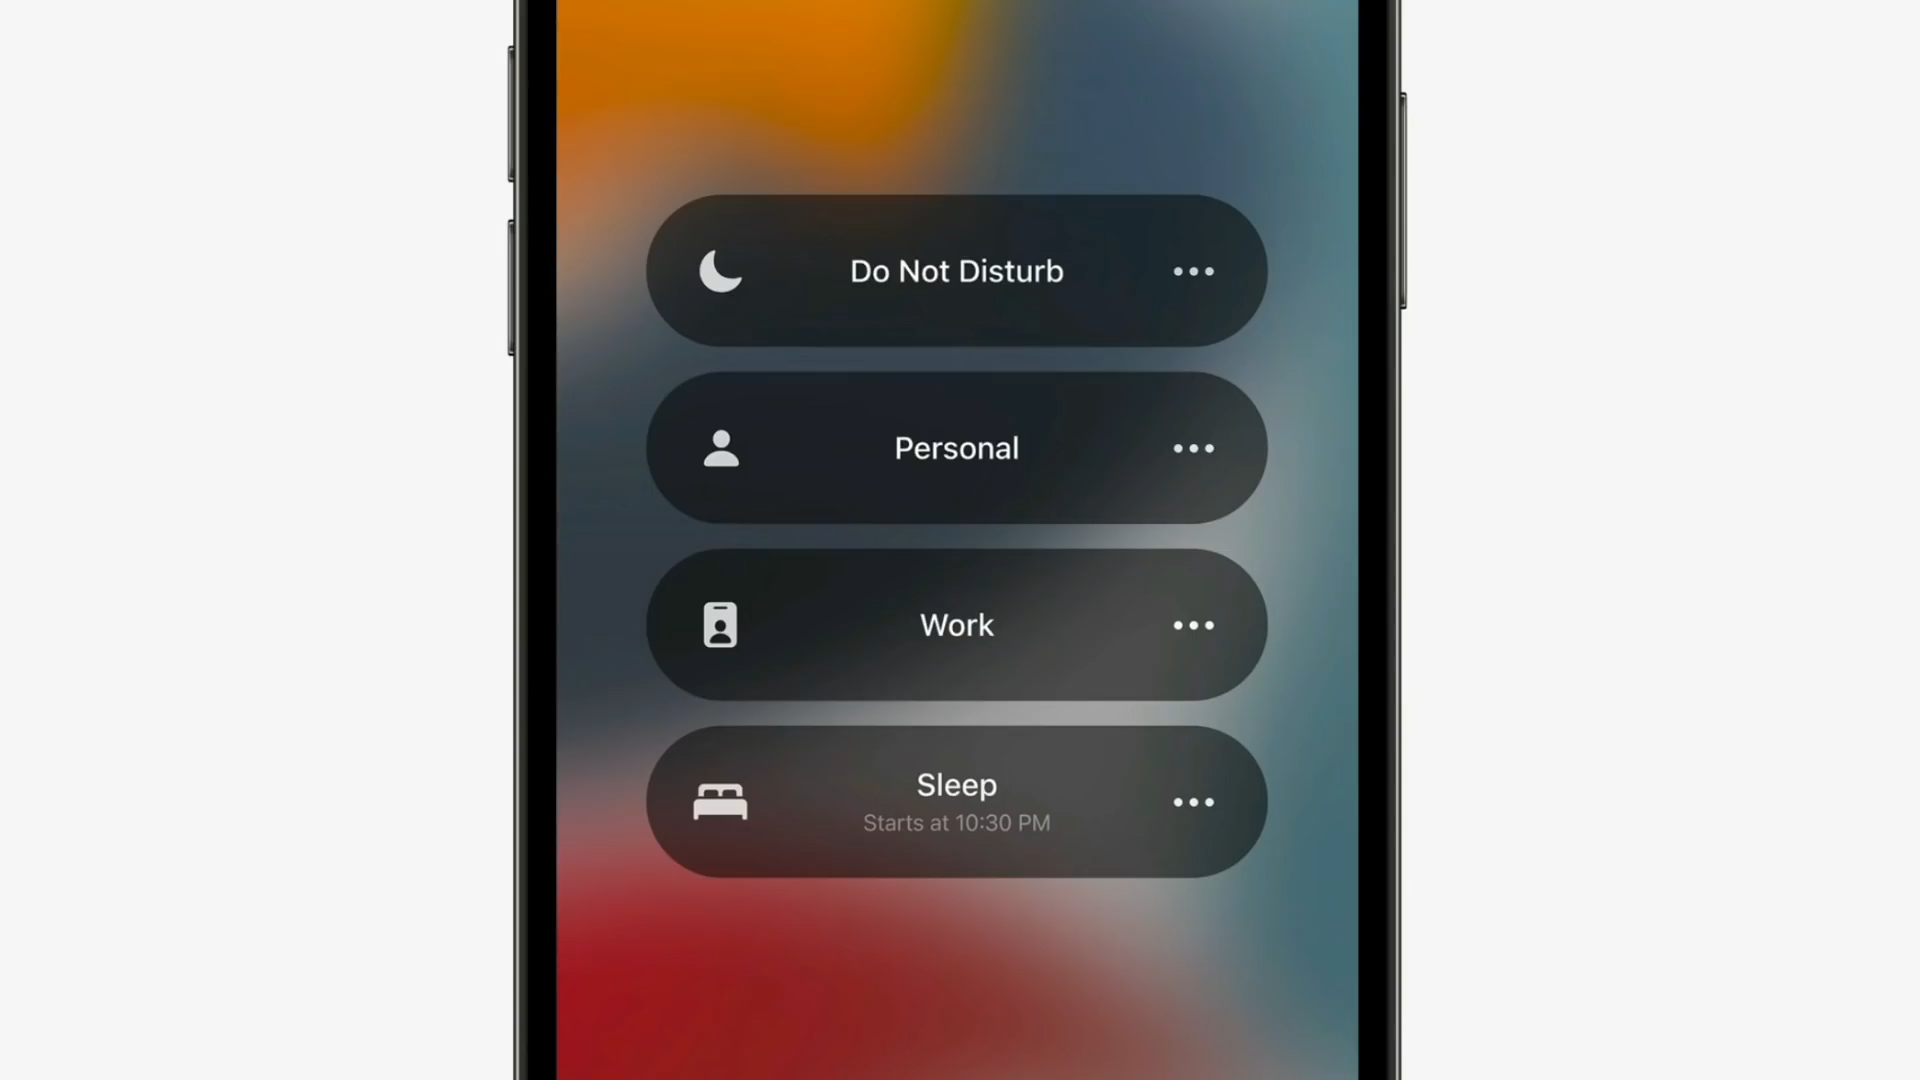 Do Not Disturb
Personal
Work
Sleep
Starts at 10:30 PM